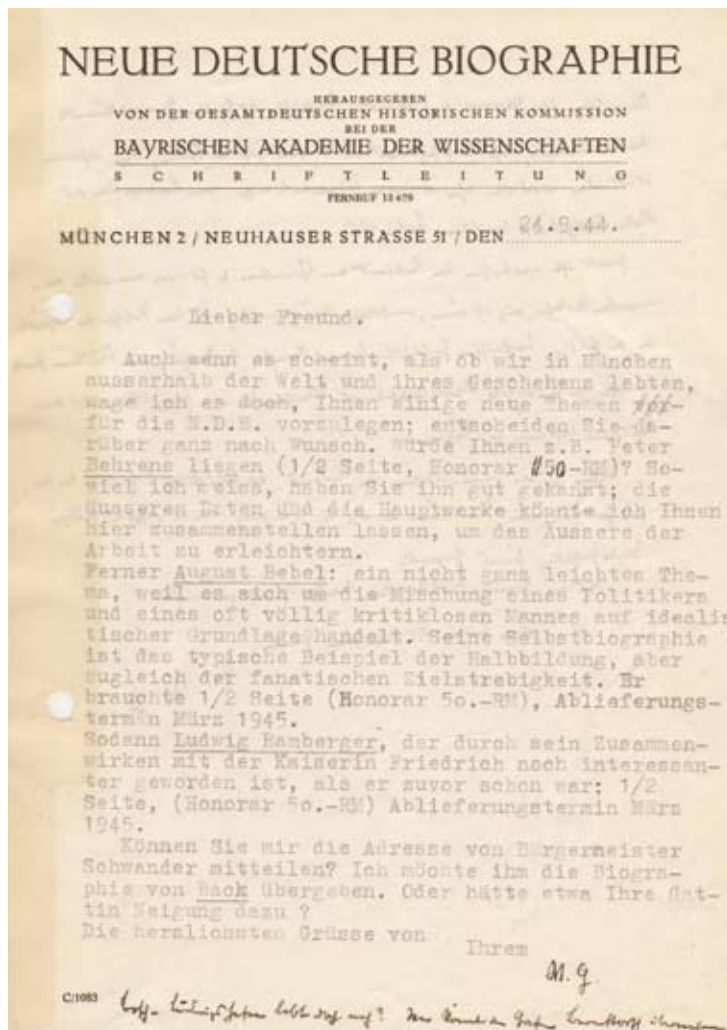 NEUE DEUTSCHE BIOGRAPHIE
HERAUSGEGEBEN
VON DER GESAMTDEUTSCHEN HISTORISCHEN KOMMISSION
BEI DER
BAYRISCHEN AKADEMIE DER WISSENSCHAFTEN
SCHRIFTLEITUNG
FERNRUF 13 679
MÜNCHEN 2 / NEUHAUSER STRASSE 51 / DEN 24.9.44.
Lieber Freund.
Auch wenn es scheint, als ob wir in München
ausserhalb der Welt und ihres Geschehens lebten,
wage ich es doch, Ihnen einige neue Themen
für die N.D.B. vorzulegen; entscheiden Sie da-
rüber ganz nach Wunsch. Würde Ihnen z.B. Peter
Behrens liegen (1/2 Seite, Honorar 50-RM)? So-
viel ich weiss, haben Sie ihn gut gekannt; die
äusseren Daten und die Hauptwerke könnte ich Ihnen
hier zusammenstellen lassen, um das Äussere der
Arbeit zu erleichtern.
Ferner August Bebel: ein nicht ganz leichtes The-
ma, weil es sich um die Mischung eines Politikers
und eines oft völlig kritiklosen Mannes auf idealis
tischer Grundlage handelt. Seine Selbstbiographie
ist das typische Beispiel der Halbbildung, aber
zugleich der fanatischen Zielstrebigkeit. Er
brauchte 1/2 Seite (Honorar 5o.-RM), Ablieferungs-
termin März 1945.
Sodann Ludwig Bamberger, der durch sein Zusammen-
wirken mit der Kaiserin Friedrich noch interessan-
ter geworden ist, als er zuvor schon war; 1/2
Seite, (Honorar 5o.-RM) Ablieferungstermin März
1945.
Können Sie mir die Adresse von Bürgermeister
Schwander mitteilen? Ich möchte ihm die Biogra-
phie von Back übergeben. Oder hätte etwa Ihre Gat-
tin Neigung dazu ?
Die herzlichsten Grüsse von
Ihrem
M. G.
C/1083